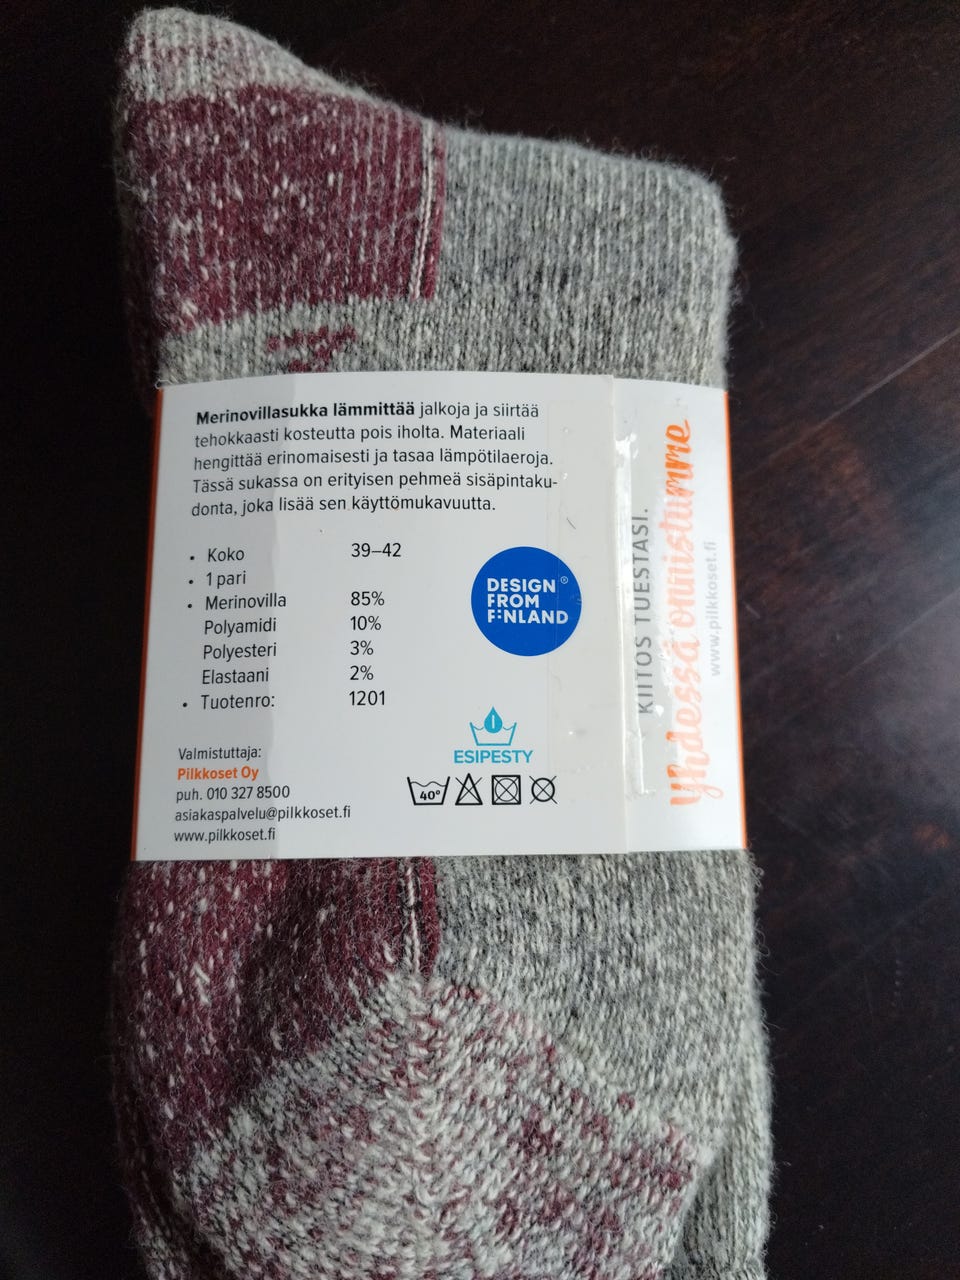 Merinovillasukka lämmittää jalkoja ja siirtää
tehokkaasti kosteutta pois iholta. Materiaali
hengittää erinomaisesti ja tasaa lämpötilaeroja.
Tässä sukassa on erityisen pehmeä sisäpintaku-
donta, joka lisää sen käyttömukavuutta.
• Koko 39–42
• 1 pari
• Merinovilla 85%
Polyamidi 10%
Polyesteri 3%
Elastaani 2%
• Tuotenro: 1201
DESIGN®
FROM
FINLAND
ESIPESTY
40°
Valmistuttaja:
Pilkkoset Oy
puh. 010 327 8500
asiakaspalvelu@pilkkoset.fi
www.pilkkoset.fi
KIITOS TUESTASI.
Yhdessä onnistumme
www.pilkkoset.fi